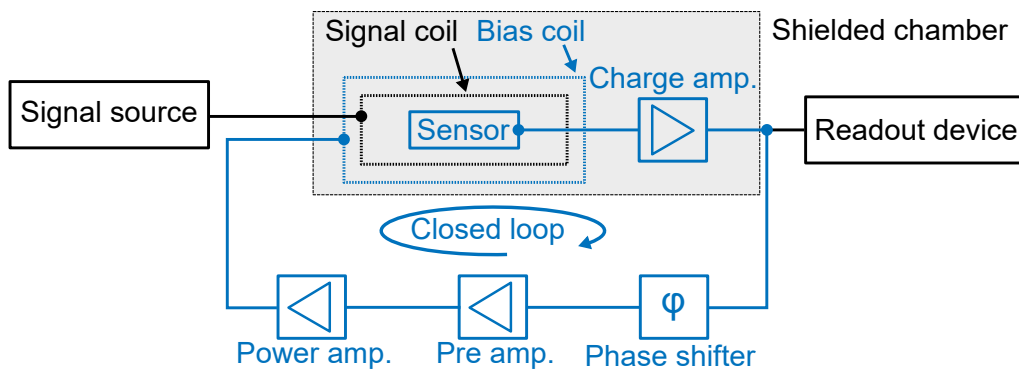 Signal coil
Bias coil
Shielded chamber
Charge amp.
Signal source
Sensor
Readout device
Closed loop
φ
Power amp.
Pre amp.
Phase shifter